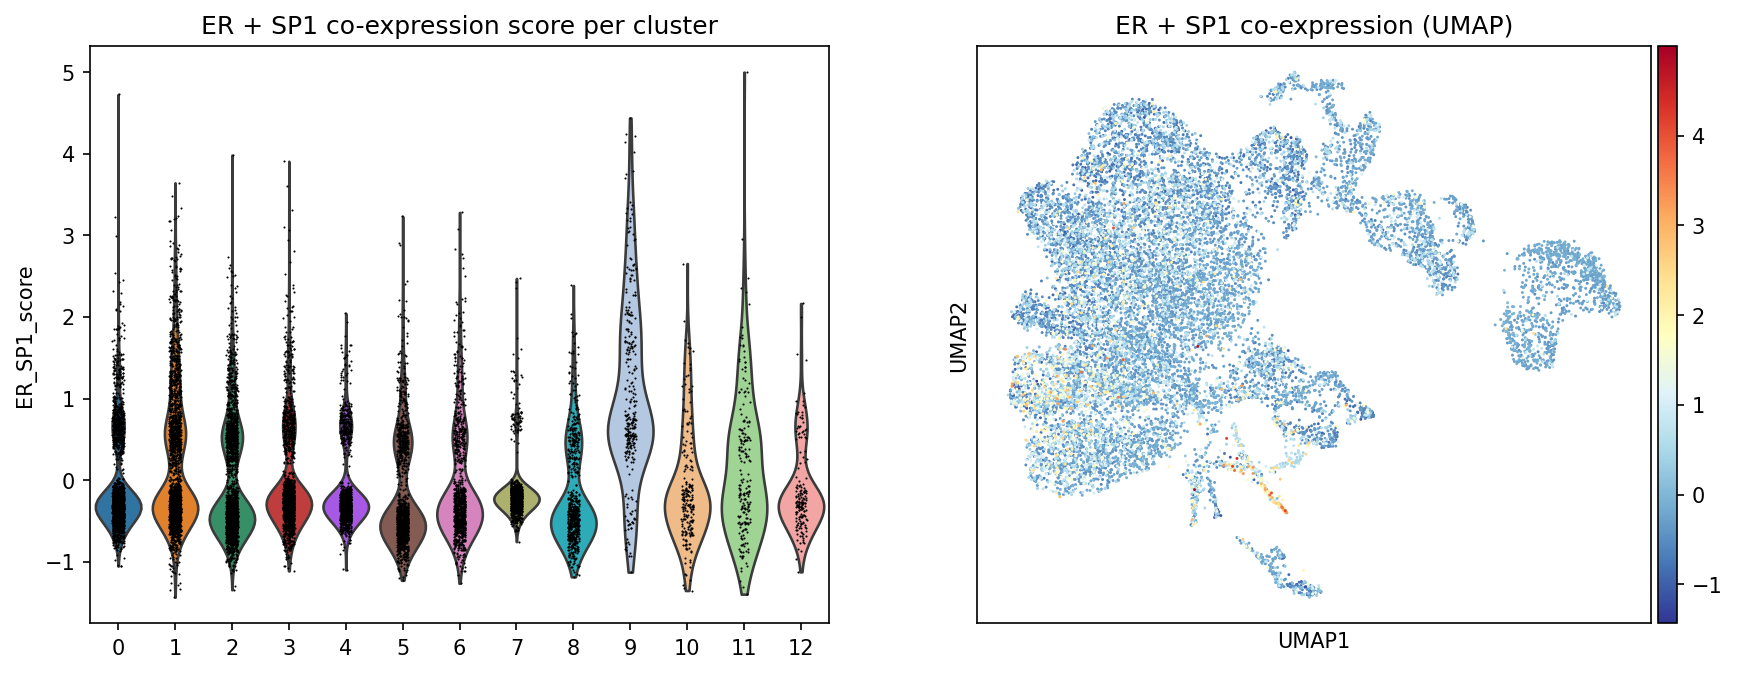 ER + SP1 co-expression score per cluster
ER_SP1_score
5
4
3
2
1
0
−1
0 1 2 3 4 5 6 7 8 9 10 11 12
ER + SP1 co-expression (UMAP)
UMAP2
UMAP1
4
3
2
1
0
−1